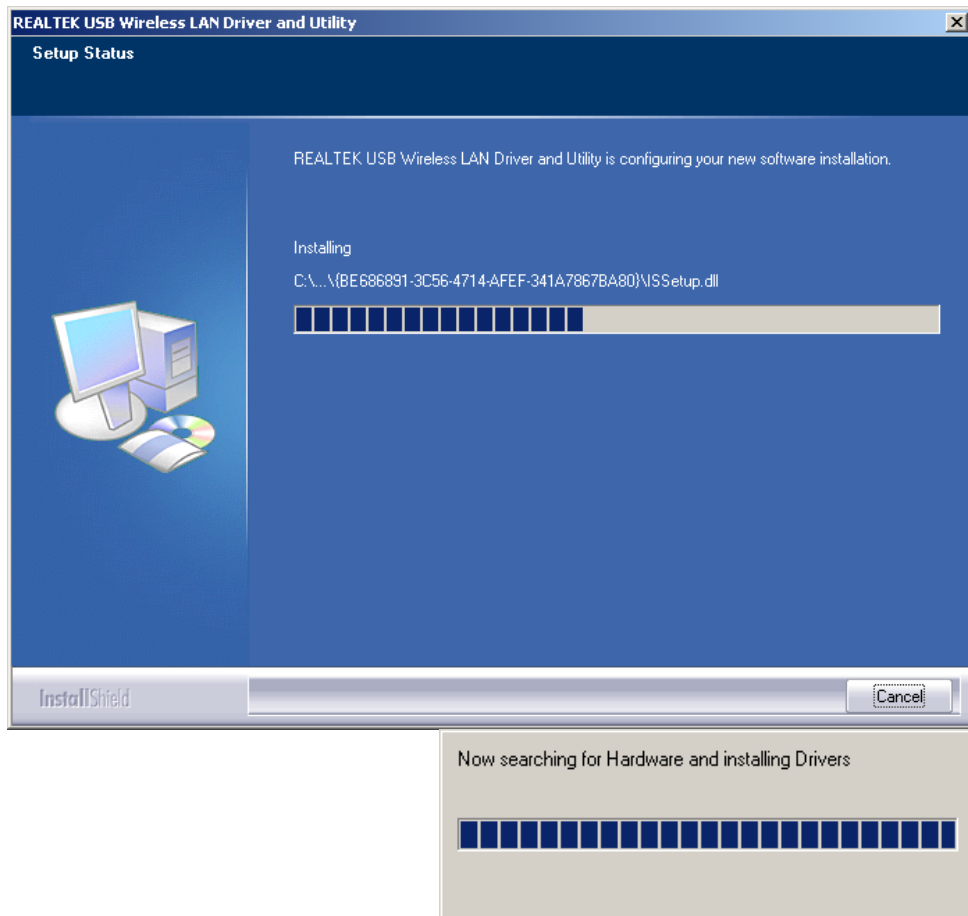 REALTEK USB Wireless LAN Driver and Utility
Setup Status
REALTEK USB Wireless LAN Driver and Utility is configuring your new software installation.
Installing
C:\...\{BE686891-3C56-4714-AFEF-341A7867BA80}\ISSetup.dll
InstallShield
Cancel
Now searching for Hardware and installing Drivers